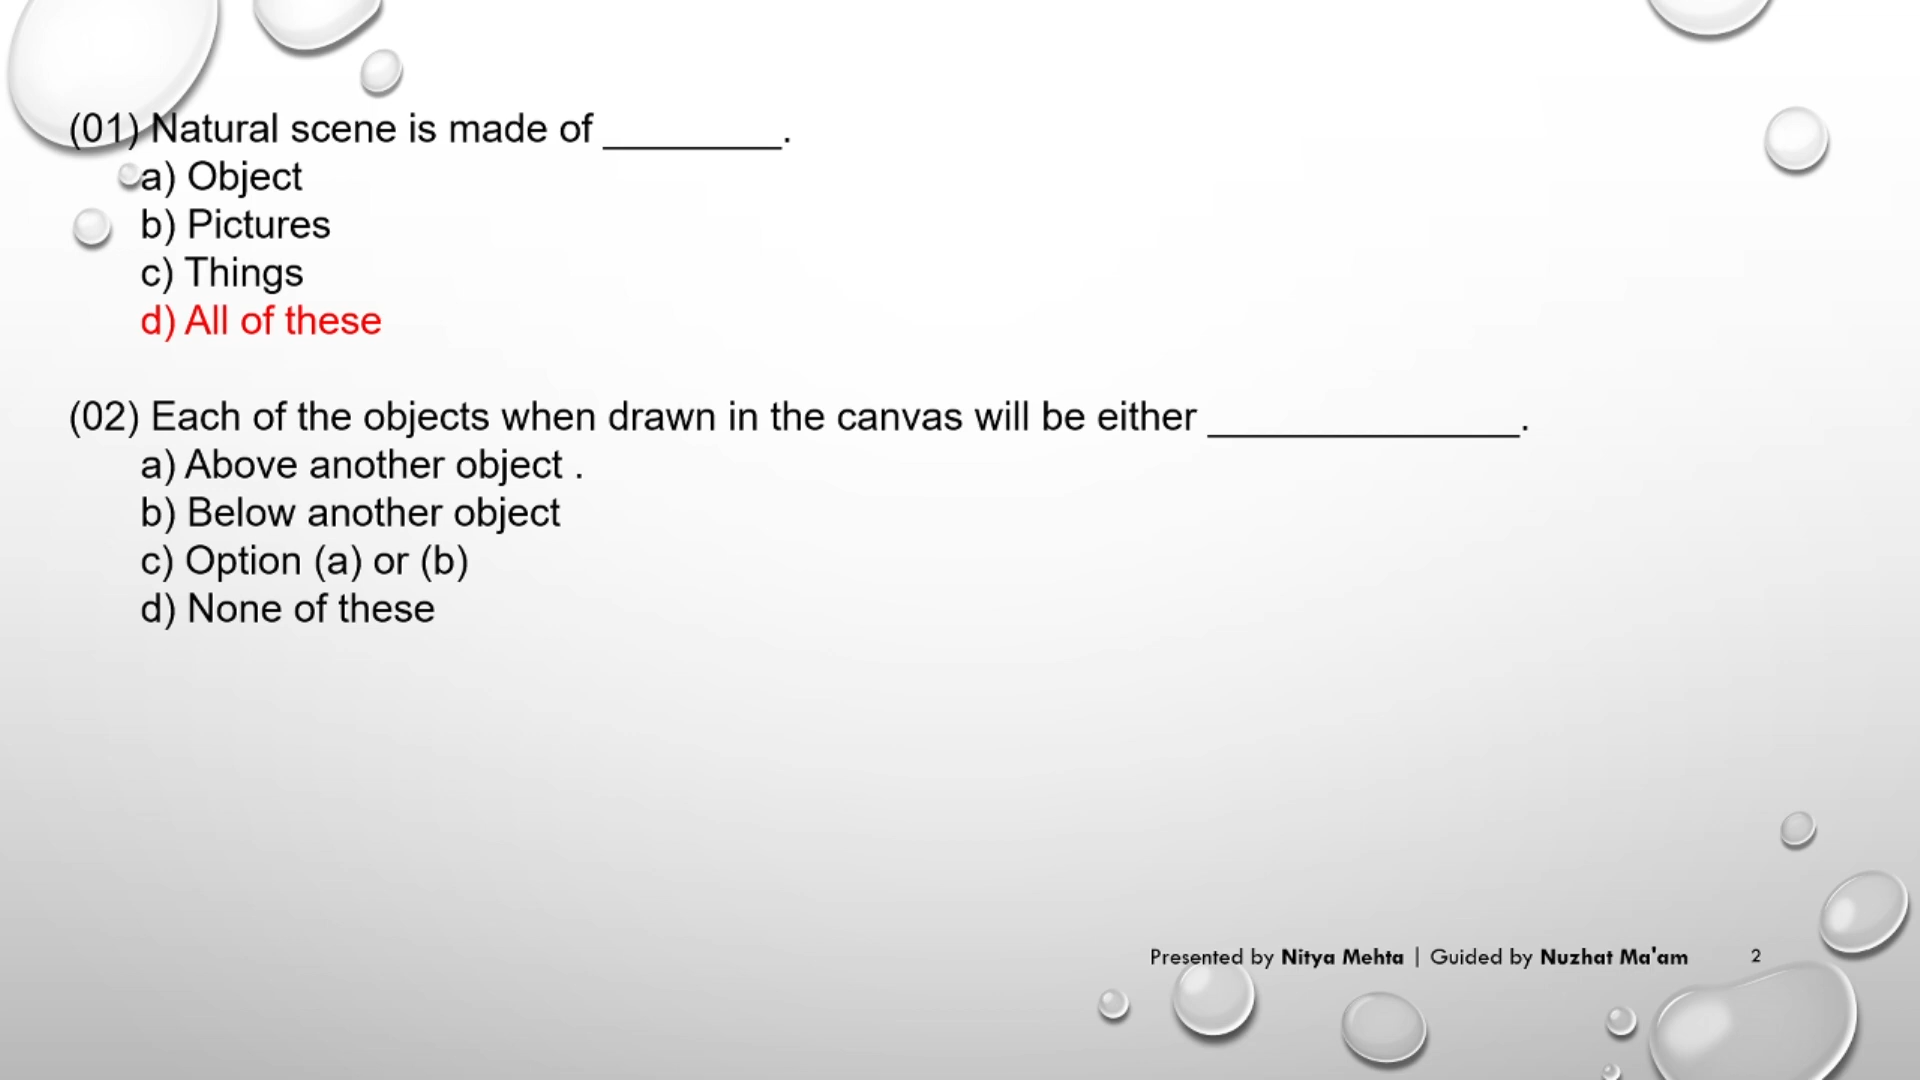 (01) Natural scene is made of ________.
a) Object
b) Pictures
c) Things
d) All of these
(02) Each of the objects when drawn in the canvas will be either ______________.
a) Above another object .
b) Below another object
c) Option (a) or (b)
d) None of these
Presented by Nitya Mehta | Guided by Nuzhat Ma'am 2